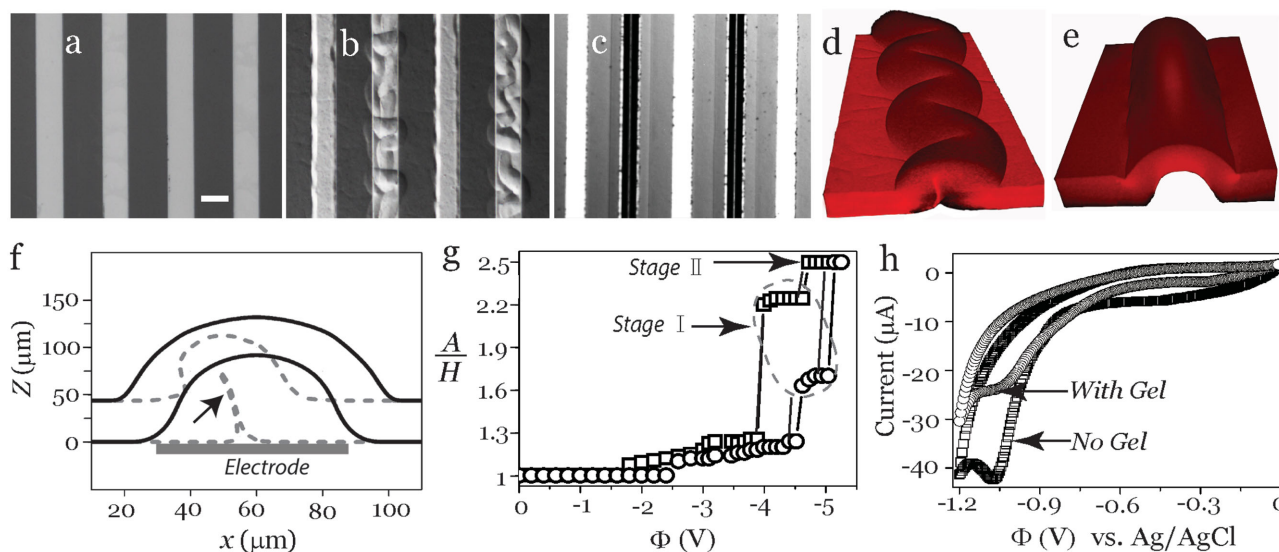 a
b
c
d
e
f
150
100
50
0
Z (μm)
Electrode
20
40
60
80
100
x (μm)
g
2.5
2.2
1.9
1.6
1.3
1
A
H
Stage II
Stage I
0
-1
-2
-3
-4
-5
Φ (V)
h
0
-10
-20
-30
-40
Current (μA)
With Gel
No Gel
-1.2
-0.9
-0.6
-0.3
0
Φ (V) vs. Ag/AgCl